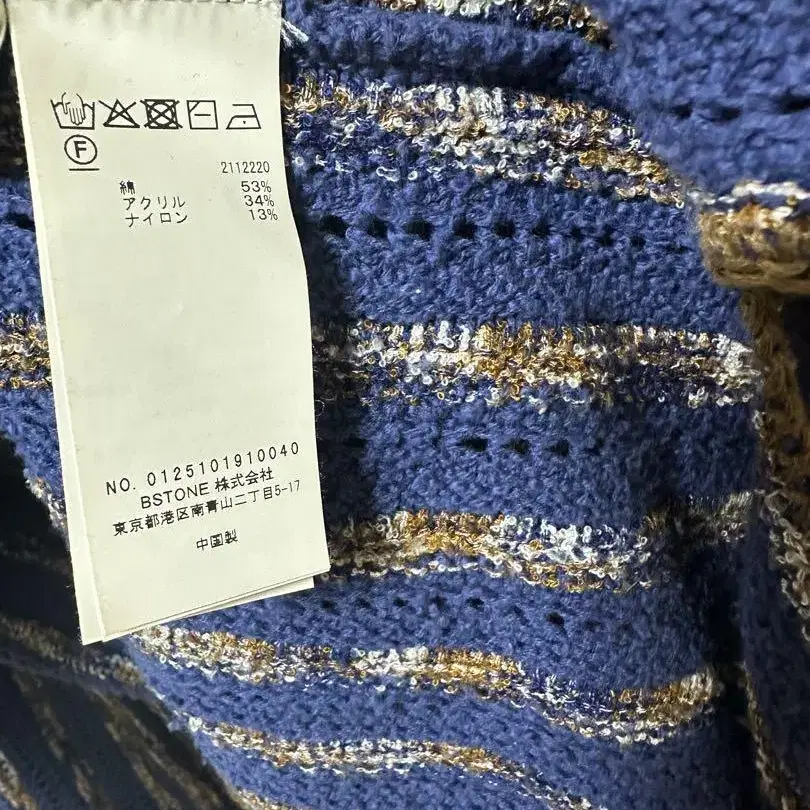 F
2112220
綿 53%
アクリル 34%
ナイロン 13%
NO. 0125101910040
BSTONE 株式会社
東京都港区南青山二丁目5-17
中国製